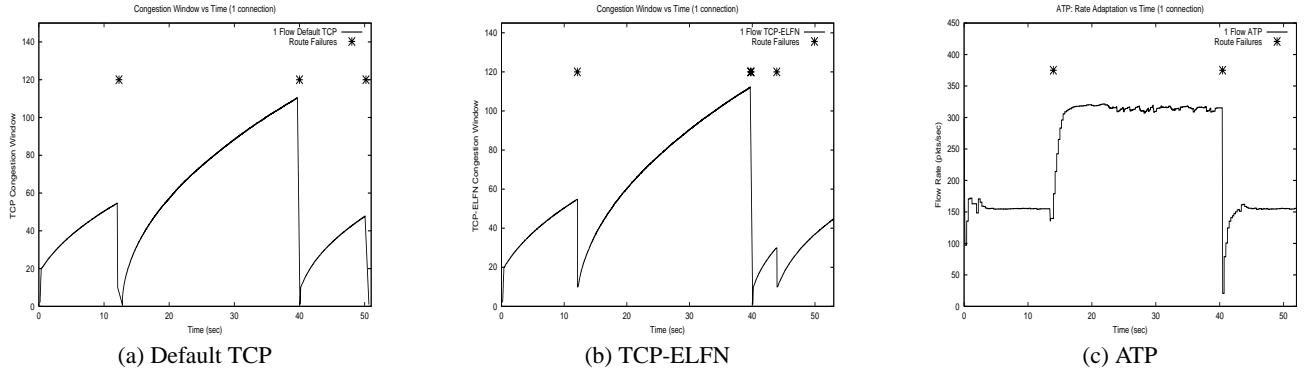 Congestion Window vs Time (1 connection)
1 Flow Default TCP
Route Failures
TCP Congestion Window
140
120
100
80
60
40
20
0
0 10 20 30 40 50
Time (sec)
(a) Default TCP
Congestion Window vs Time (1 connection)
1 Flow TCP-ELFN
Route Failures
TCP-ELFN Congestion Window
140
120
100
80
60
40
20
0
0 10 20 30 40 50
Time (sec)
(b) TCP-ELFN
ATP: Rate Adaptation vs Time (1 connection)
1 Flow ATP
Route Failures
Flow Rate (pkts/sec)
450
400
350
300
250
200
150
100
50
0
0 10 20 30 40 50
Time (sec)
(c) ATP